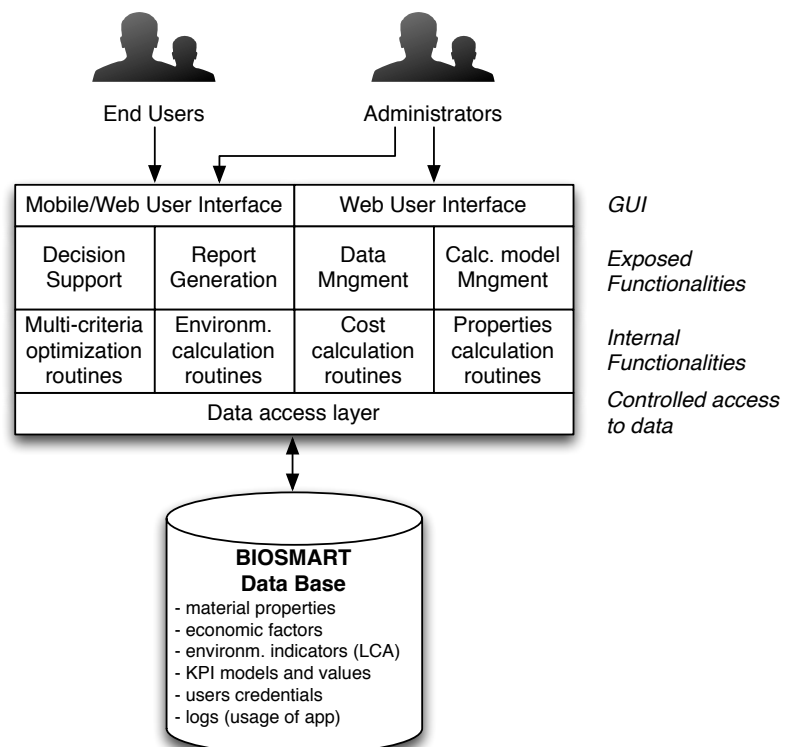 End Users
Administrators
Mobile/Web User Interface
Web User Interface
GUI
Decision
Support
Report
Generation
Data
Mngment
Calc. model
Mngment
Exposed
Functionalities
Multi-criteria
optimization
routines
Environm.
calculation
routines
Cost
calculation
routines
Properties
calculation
routines
Internal
Functionalities
Data access layer
Controlled access
to data
BIOSMART
Data Base
- material properties
- economic factors
- environm. indicators (LCA)
- KPI models and values
- users credentials
- logs (usage of app)